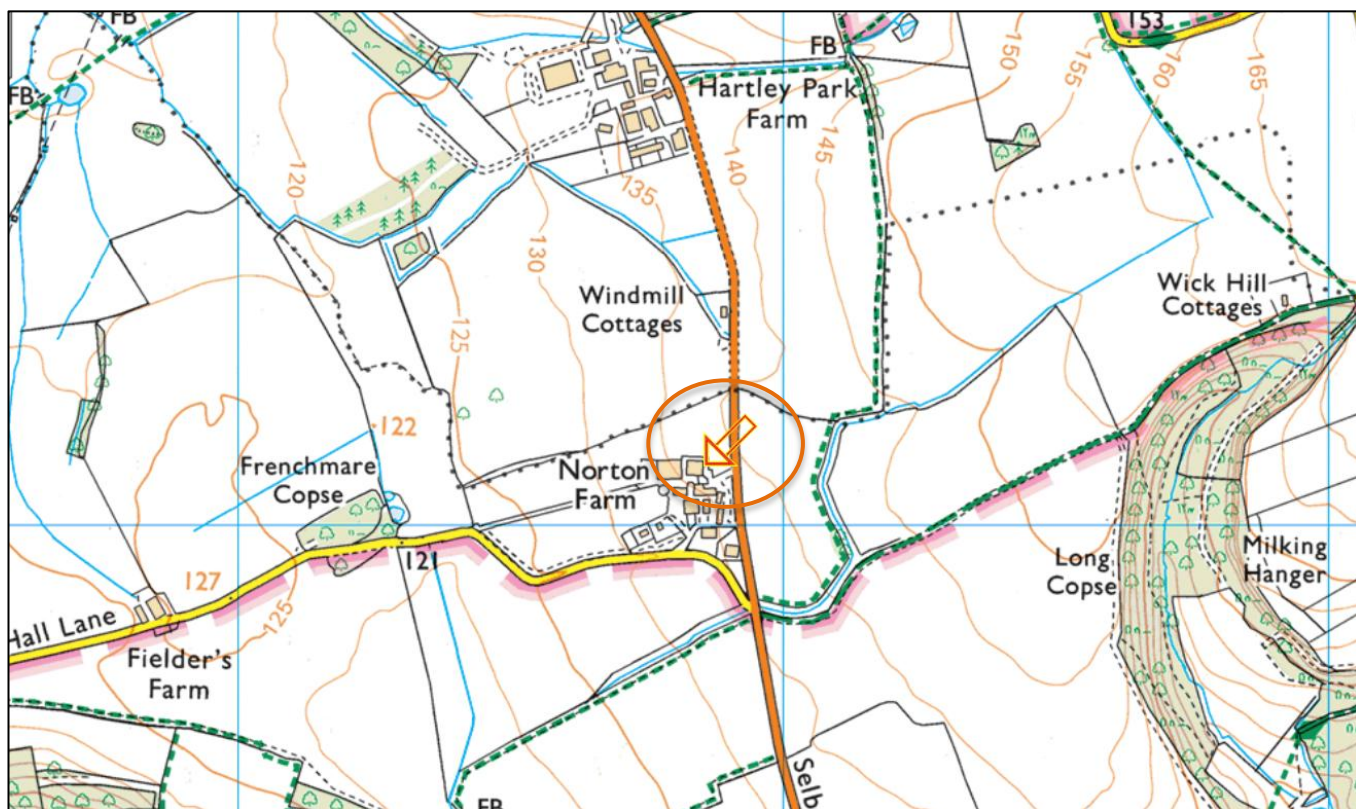 FB
153
FB
FB
Hartley Park
Farm
150
155
160
165
145
140
135
120
130
125
Windmill
Cottages
Wick Hill
Cottages
122
Frenchmare
Copse
Norton
Farm
121
127
125
Hall Lane
Fielder's
Farm
Long
Copse
Milking
Hanger
Selb
FB